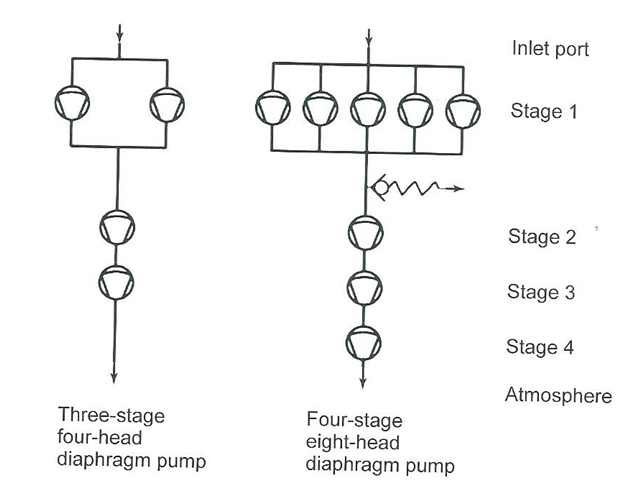 Inlet port
Stage 1
Stage 2
Stage 3
Stage 4
Atmosphere
Three-stage
four-head
diaphragm pump
Four-stage
eight-head
diaphragm pump